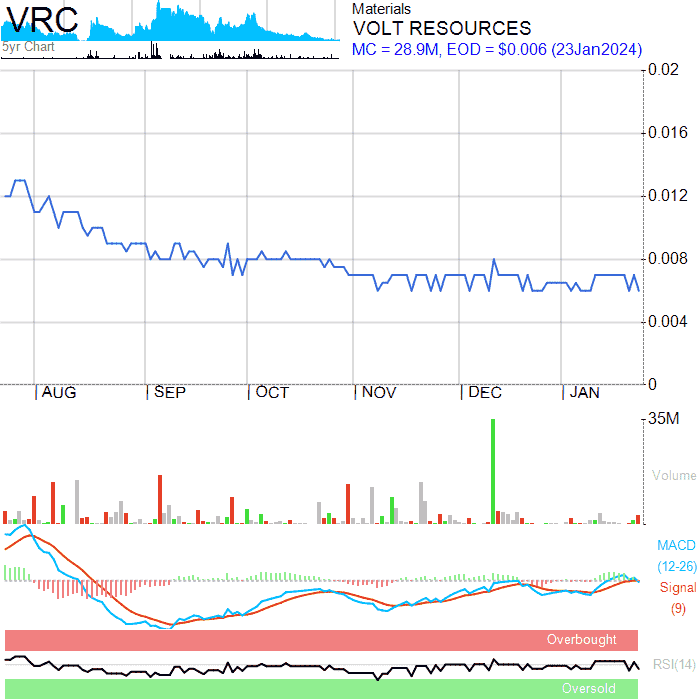 VRC
5yr Chart
Materials
VOLT RESOURCES
MC = 28.9M, EOD = $0.006 (23Jan2024)
0.02
0.016
0.012
0.008
0.004
0
AUG SEP OCT NOV DEC JAN
35M
Volume
MACD
(12-26)
Signal
(9)
Overbought
RSI(14)
Oversold